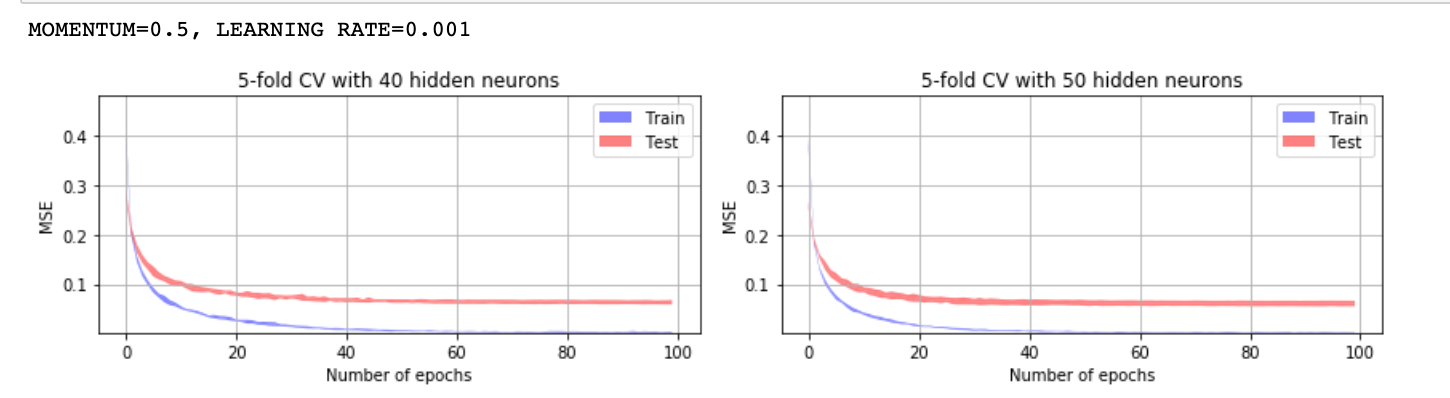 MOMENTUM=0.5, LEARNING RATE=0.001
5-fold CV with 40 hidden neurons
Train
Test
0.4
0.3
0.2
0.1
MSE
0
20
40
60
80
100
Number of epochs
5-fold CV with 50 hidden neurons
Train
Test
0.4
0.3
0.2
0.1
MSE
0
20
40
60
80
100
Number of epochs